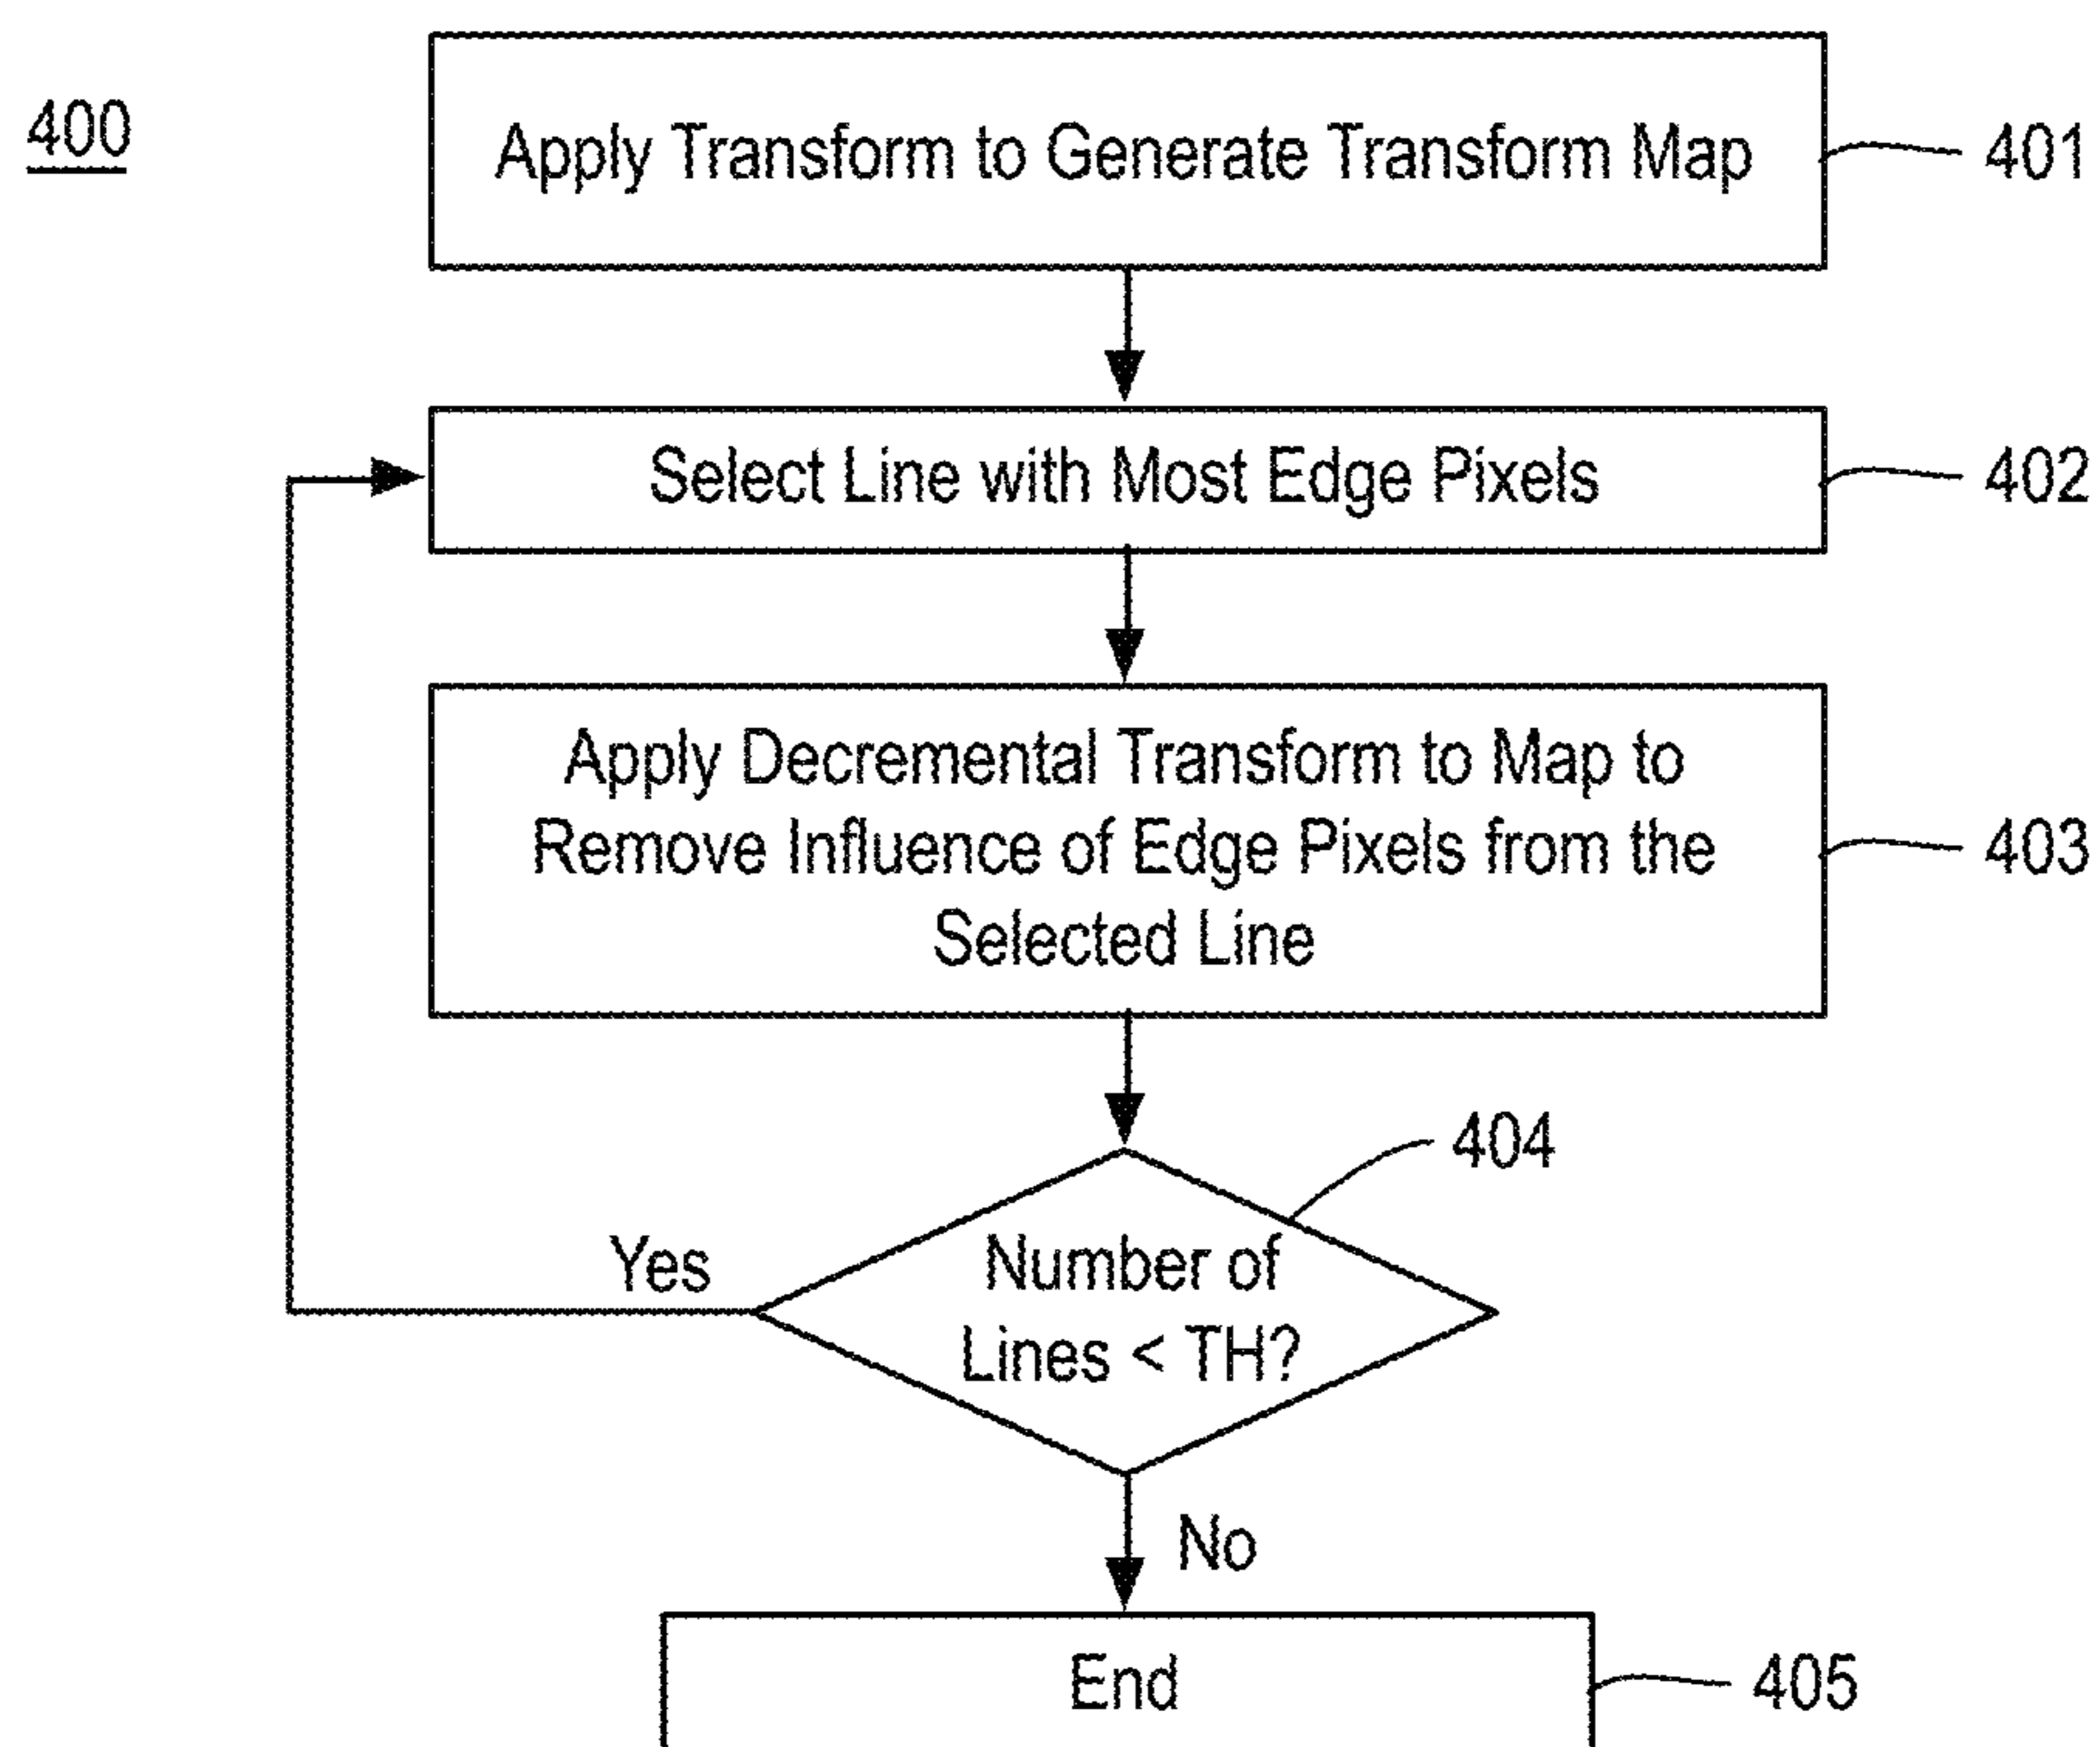 400
Apply Transform to Generate Transform Map
401
Select Line with Most Edge Pixels
402
Apply Decremental Transform to Map to
Remove Influence of Edge Pixels from the
Selected Line
403
404
Number of
Lines < TH?
Yes
No
End
405